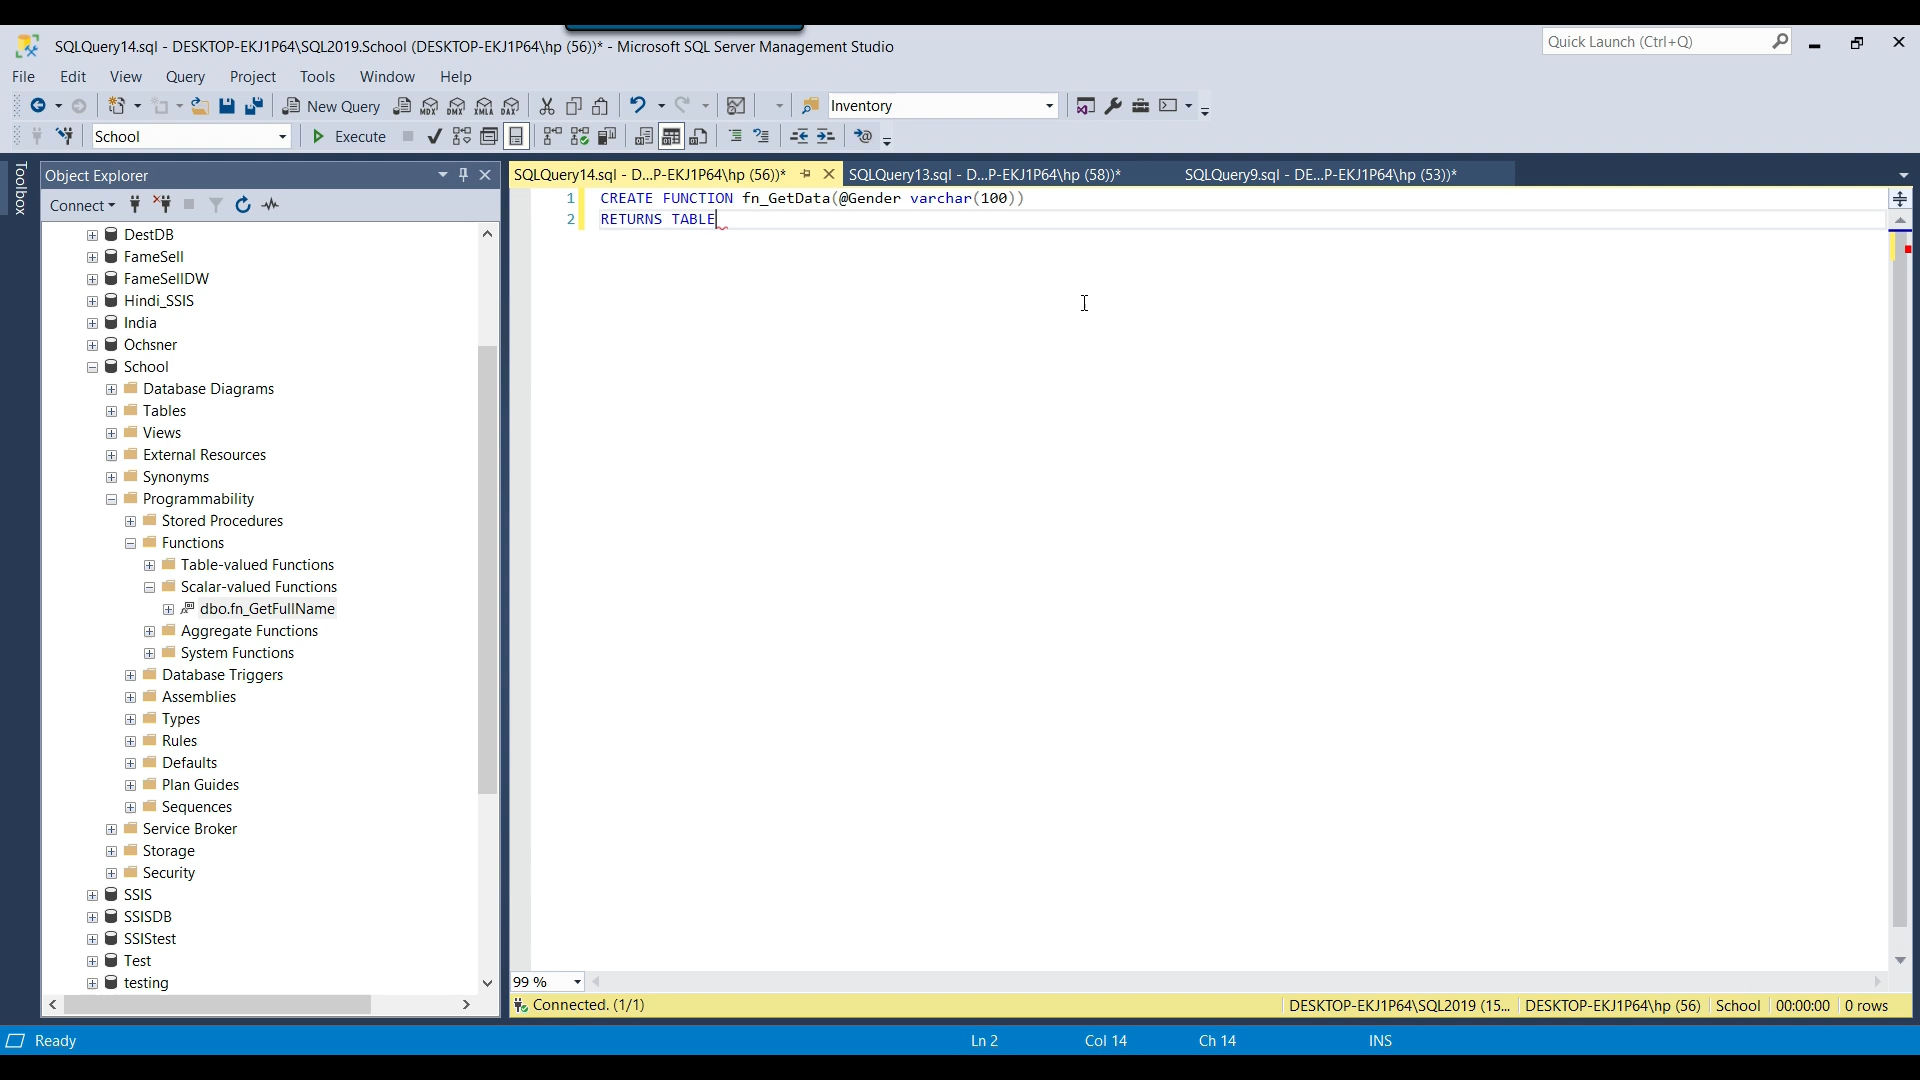 SQLQuery14.sql - DESKTOP-EKJ1P64\SQL2019.School (DESKTOP-EKJ1P64\hp (56))* - Microsoft SQL Server Management Studio
Quick Launch (Ctrl+Q)
File Edit View Query Project Tools Window Help
New Query MDX DMX XMLA DAX Inventory
School Execute
Toolbox
Object Explorer
Connect
DestDB
FameSell
FameSellDW
Hindi_SSIS
India
Ochsner
School
Database Diagrams
Tables
Views
External Resources
Synonyms
Programmability
Stored Procedures
Functions
Table-valued Functions
Scalar-valued Functions
dbo.fn_GetFullName
Aggregate Functions
System Functions
Database Triggers
Assemblies
Types
Rules
Defaults
Plan Guides
Sequences
Service Broker
Storage
Security
SSIS
SSISDB
SSIStest
Test
testing
SQLQuery14.sql - D...P-EKJ1P64\hp (56))* SQLQuery13.sql - D...P-EKJ1P64\hp (58))* SQLQuery9.sql - DE...P-EKJ1P64\hp (53))*
1 CREATE FUNCTION fn_GetData(@Gender varchar(100))
2 RETURNS TABLE
99 %
Connected. (1/1) DESKTOP-EKJ1P64\SQL2019 (15... DESKTOP-EKJ1P64\hp (56) School 00:00:00 0 rows
Ready Ln 2 Col 14 Ch 14 INS